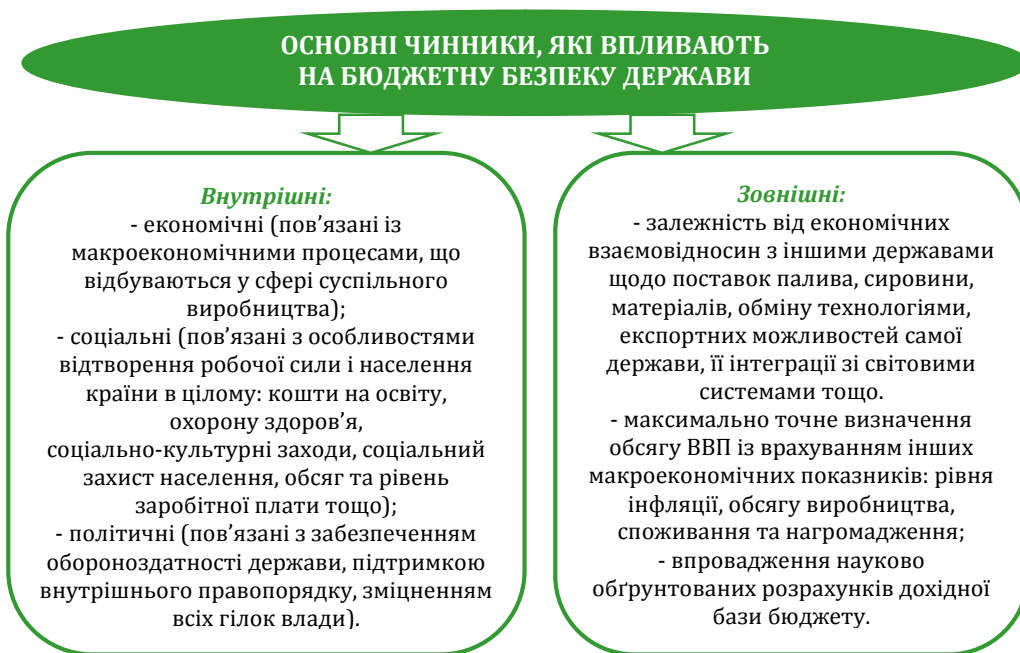 ОСНОВНІ ЧИННИКИ, ЯКІ ВПЛИВАЮТЬ
НА БЮДЖЕТНУ БЕЗПЕКУ ДЕРЖАВИ
Внутрішні:
- економічні (пов’язані із
макроекономічними процесами, що
відбуваються у сфері суспільного
виробництва);
- соціальні (пов’язані з особливостями
відтворення робочої сили і населення
країни в цілому: кошти на освіту,
охорону здоров’я,
соціально-культурні заходи, соціальний
захист населення, обсяг та рівень
заробітної плати тощо);
- політичні (пов’язані з забезпеченням
обороноздатності держави, підтримкою
внутрішнього правопорядку, зміцненням
всіх гілок влади).
Зовнішні:
- залежність від економічних
взаємовідносин з іншими державами
щодо поставок палива, сировини,
матеріалів, обміну технологіями,
експортних можливостей самої
держави, її інтеграції зі світовими
системами тощо.
- максимально точне визначення
обсягу ВВП із врахуванням інших
макроекономічних показників: рівня
інфляції, обсягу виробництва,
споживання та нагромадження;
- впровадження науково
обґрунтованих розрахунків дохідної
бази бюджету.